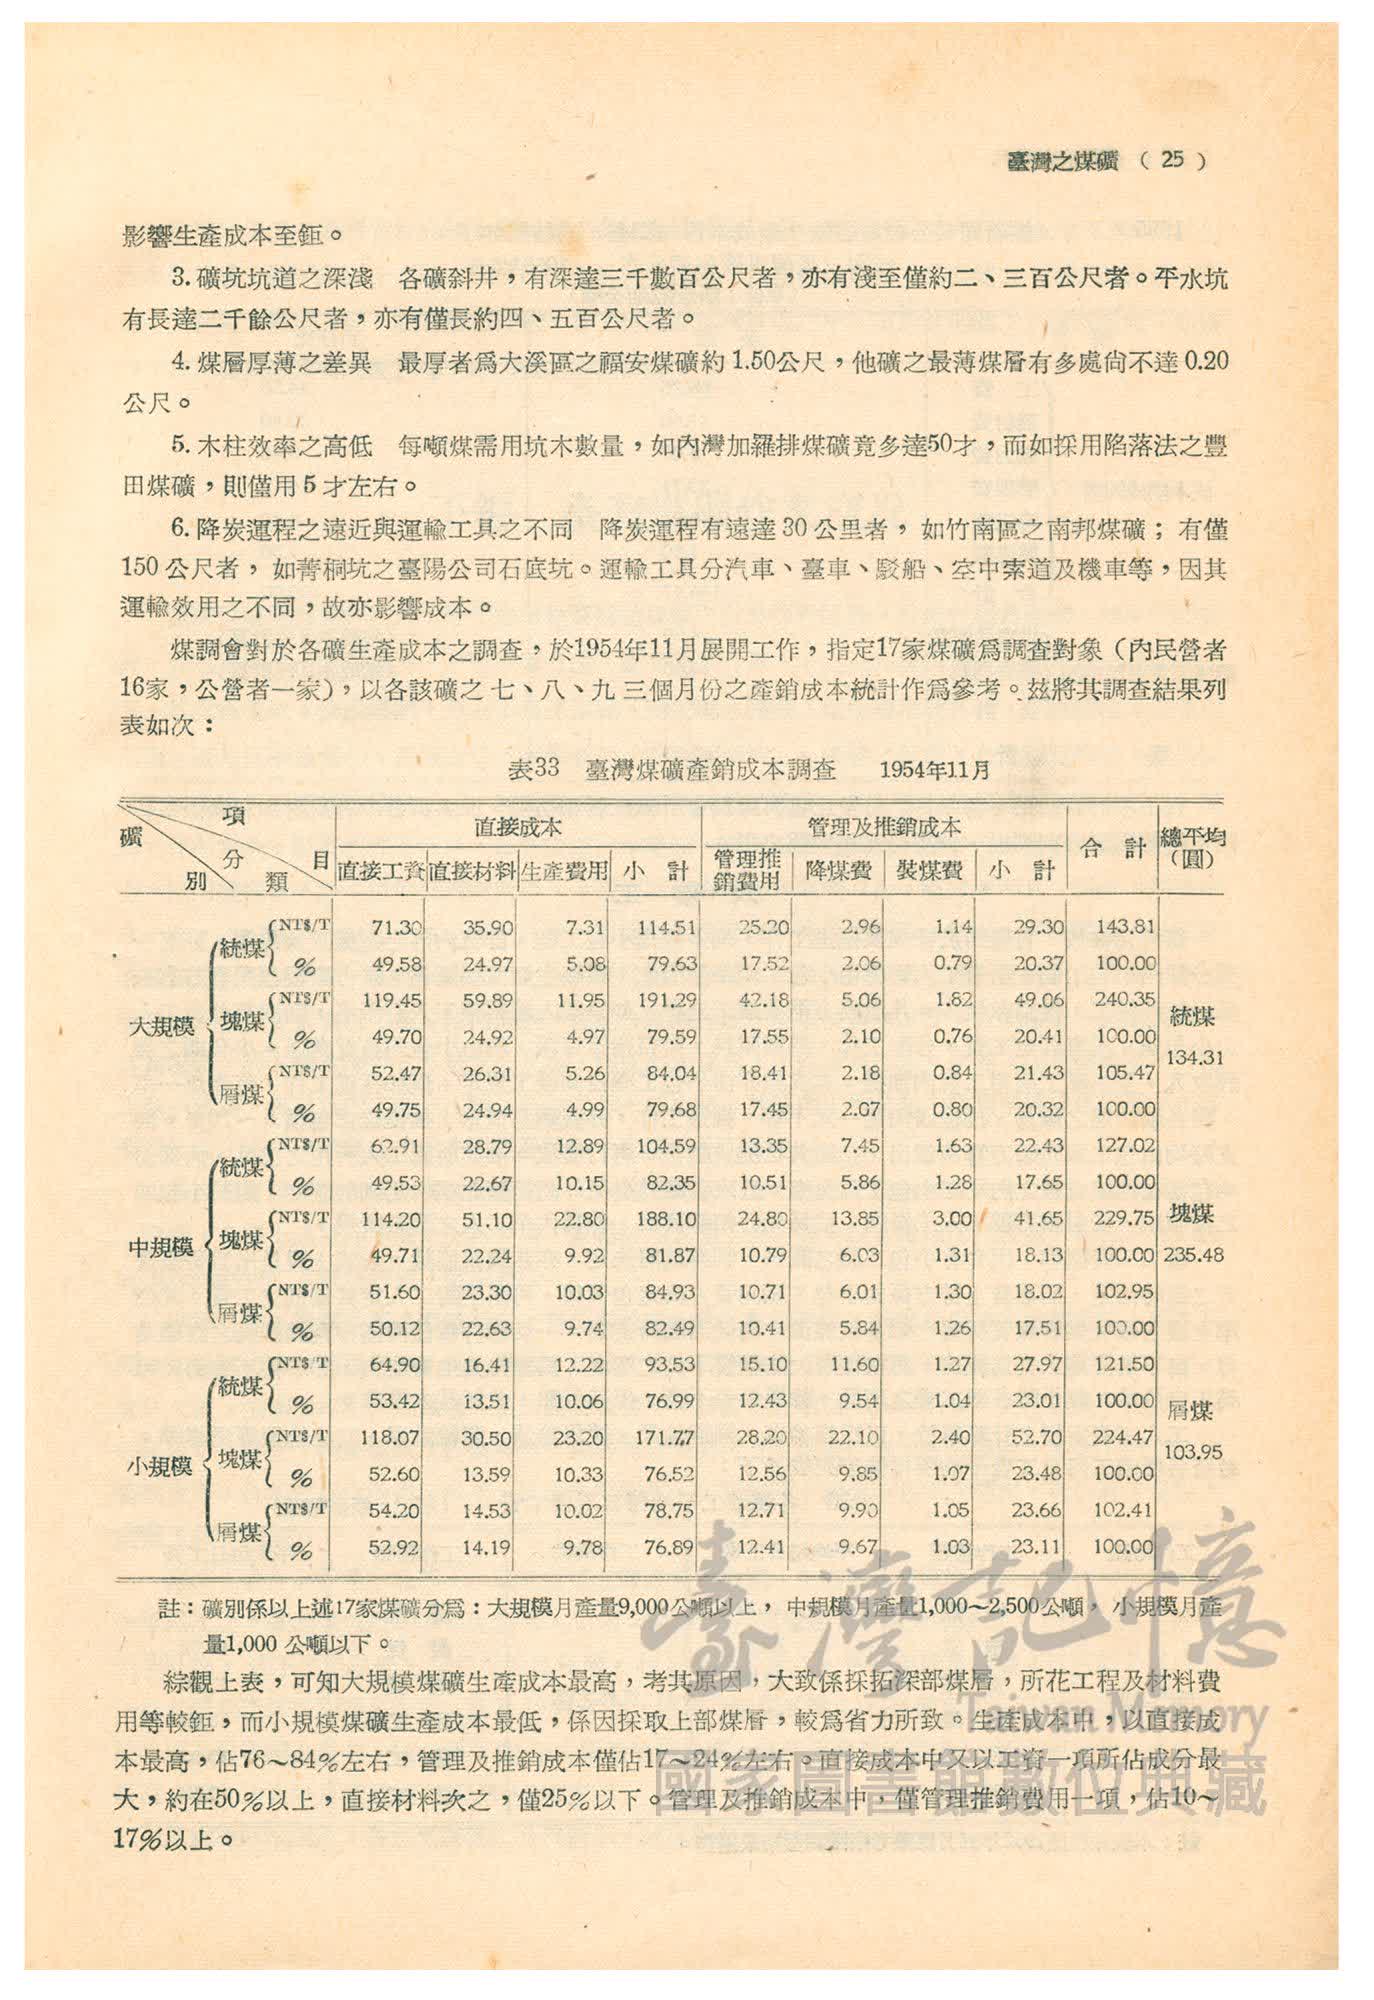 臺灣之煤礦 ( 25 )
影響生產成本至鉅。
3. 礦坑坑道之深淺 各礦斜井，有深達三千數百公尺者，亦有淺至僅約二、三百公尺者。平水坑
有長達二千餘公尺者，亦有僅長約四、五百公尺者。
4. 煤層厚薄之差異 最厚者爲大溪區之福安煤礦約 1.50公尺，他礦之最薄煤層有多處尙不達 0.20
公尺。
5. 木柱效率之高低 每噸煤需用坑木數量，如內灣加羅排煤礦竟多達50才，而如採用陷落法之豐
田煤礦，則僅用 5 才左右。
6. 降炭運程之遠近與運輸工具之不同 降炭運程有遠達 30 公里者， 如竹南區之南邦煤礦； 有僅
150 公尺者， 如菁桐坑之臺陽公司石底坑。運輸工具分汽車、臺車、駁船、空中索道及機車等，因其
運輸效用之不同，故亦影響成本。
煤調會對於各礦生產成本之調查，於1954年11月展開工作，指定17家煤礦爲調查對象（內民營者
16家，公營者一家），以各該礦之七、八、九三個月份之產銷成本統計作爲參考。玆將其調查結果列
表如次：
表33 臺灣煤礦產銷成本調查 1954年11月
礦別 分類 項目 直接成本 管理及推銷成本 合計 總平均（圓）
直接工資 直接材料 生產費用 小計 管理推銷費用 降煤費 裝煤費 小計
大規模 統煤 NT$/T 71.30 35.90 7.31 114.51 25.20 2.96 1.14 29.30 143.81
% 49.58 24.97 5.08 79.63 17.52 2.06 0.79 20.37 100.00
塊煤 NT$/T 119.45 59.89 11.95 191.29 42.18 5.06 1.82 49.06 240.35
% 49.70 24.92 4.97 79.59 17.55 2.10 0.76 20.41 100.00
統煤 134.31
屑煤 NT$/T 52.47 26.31 5.26 84.04 18.41 2.18 0.84 21.43 105.47
% 49.75 24.94 4.99 79.68 17.45 2.07 0.80 20.32 100.00
中規模 統煤 NT$/T 62.91 28.79 12.89 104.59 13.35 7.45 1.63 22.43 127.02
% 49.53 22.67 10.15 82.35 10.51 5.86 1.28 17.65 100.00
塊煤 NT$/T 114.20 51.10 22.80 188.10 24.80 13.85 3.00 41.65 229.75
% 49.71 22.24 9.92 81.87 10.79 6.03 1.31 18.13 100.00
塊煤 235.48
屑煤 NT$/T 51.60 23.30 10.03 84.93 10.71 6.01 1.30 18.02 102.95
% 50.12 22.63 9.74 82.49 10.41 5.84 1.26 17.51 100.00
小規模 統煤 NT$/T 64.90 16.41 12.22 93.53 15.10 11.60 1.27 27.97 121.50
% 53.42 13.51 10.06 76.99 12.43 9.54 1.04 23.01 100.00
塊煤 NT$/T 118.07 30.50 23.20 171.77 28.20 22.10 2.40 52.70 224.47
% 52.60 13.59 10.33 76.52 12.56 9.85 1.07 23.48 100.00
屑煤 103.95
屑煤 NT$/T 54.20 14.53 10.02 78.75 12.71 9.90 1.05 23.66 102.41
% 52.92 14.19 9.78 76.89 12.41 9.67 1.03 23.11 100.00
註：礦別係以上述17家煤礦分爲：大規模月產量9,000公噸以上， 中規模月產量1,000～2,500公噸， 小規模月產
量1,000 公噸以下。
綜觀上表，可知大規模煤礦生產成本最高，考其原因，大致係採拓深部煤層，所花工程及材料費
用等較鉅，而小規模煤礦生產成本最低，係因採取上部煤層，較爲省力所致。生產成本中，以直接成
本最高，佔76～84%左右，管理及推銷成本僅佔17～24%左右。直接成本中又以工資一項所佔成分最
大，約在50%以上，直接材料次之，僅25%以下。管理及推銷成本中，僅管理推銷費用一項，佔10～
17%以上。
臺灣記憶
Taiwan Memory
國家圖書館數位典藏